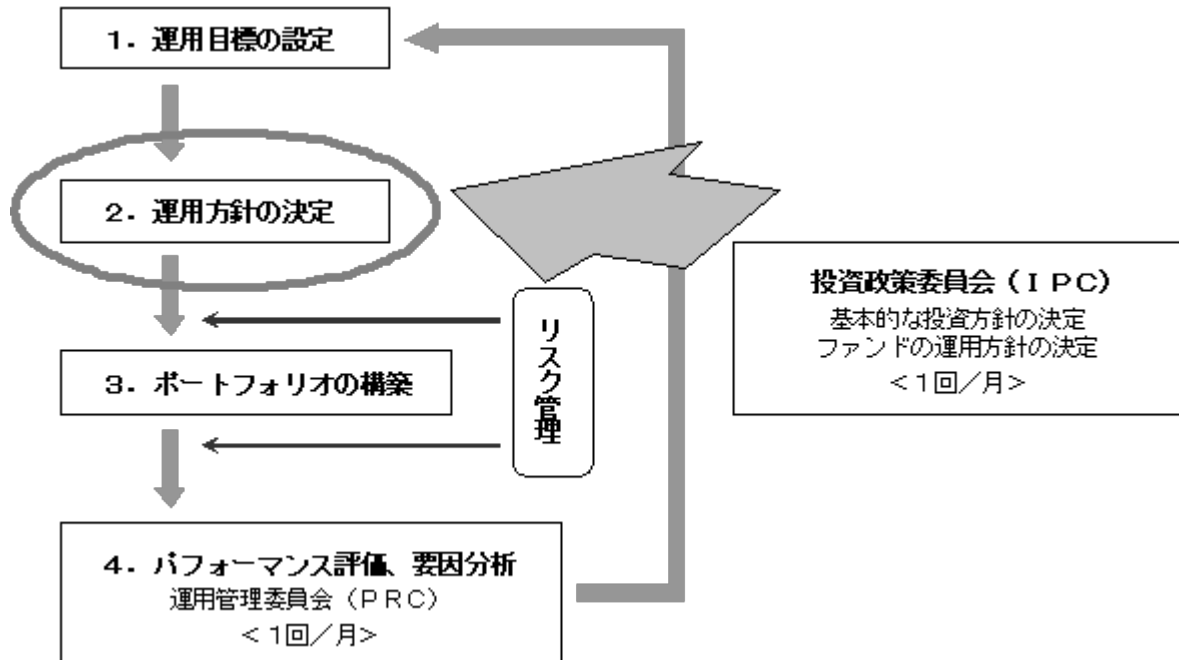 １．運用目標の設定
２．運用方針の決定
投資政策委員会（ＩＰＣ）
基本的な投資方針の決定
ファンドの運用方針の決定
＜１回／月＞
リスク管理
３．ポートフォリオの構築
４．パフォーマンス評価、要因分析
運用管理委員会（ＰＲＣ）
＜１回／月＞